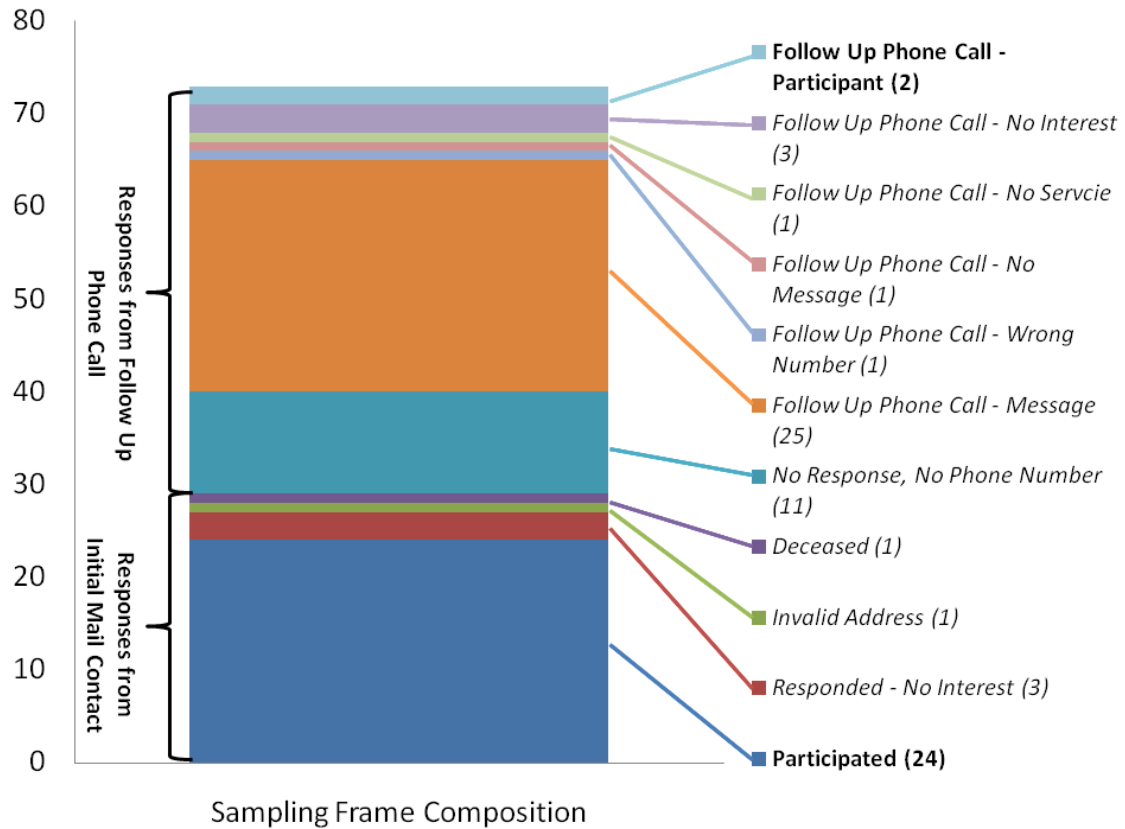 80
70
60
50
40
30
20
10
0
Responses from Follow Up
Phone Call
Responses from
Initial Mail Contact
Sampling Frame Composition
Follow Up Phone Call -
Participant (2)
Follow Up Phone Call - No Interest
(3)
Follow Up Phone Call - No Servcie
(1)
Follow Up Phone Call - No
Message (1)
Follow Up Phone Call - Wrong
Number (1)
Follow Up Phone Call - Message
(25)
No Response, No Phone Number
(11)
Deceased (1)
Invalid Address (1)
Responded - No Interest (3)
Participated (24)